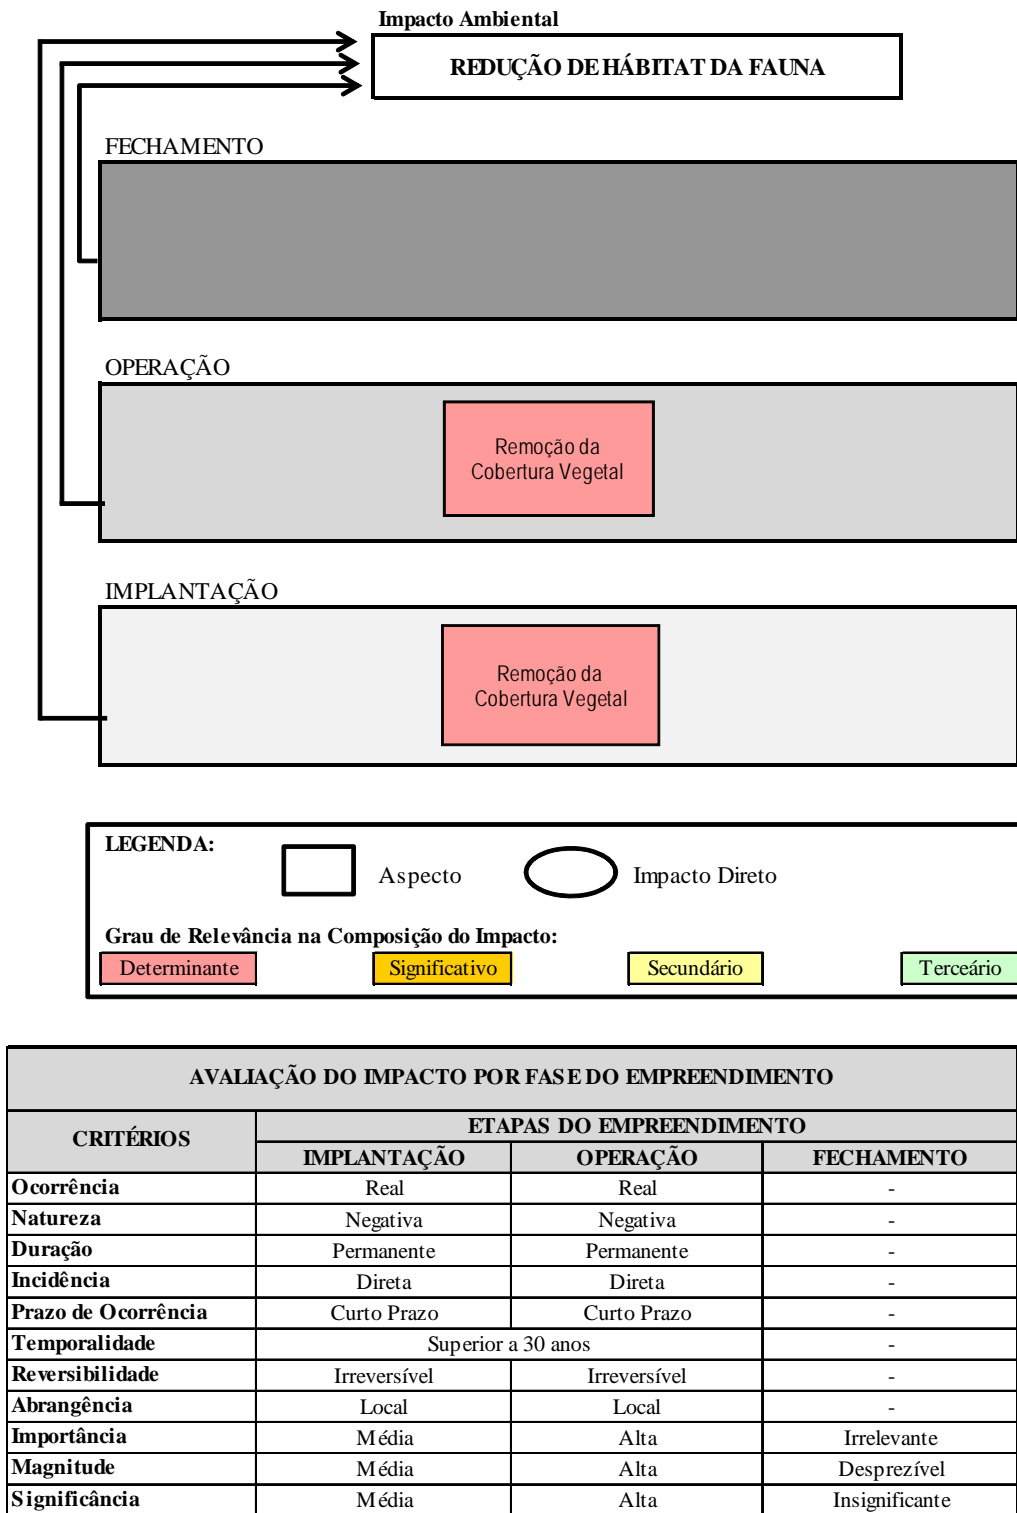 Impacto Ambiental
REDUÇÃO DE HÁBITAT DA FAUNA
FECHAMENTO
OPERAÇÃO
Remoção da
Cobertura Vegetal
IMPLANTAÇÃO
Remoção da
Cobertura Vegetal
LEGENDA:
Aspecto Impacto Direto
Grau de Relevância na Composição do Impacto:
Determinante Significativo Secundário Terceário
AVALIAÇÃO DO IMPACTO POR FASE DO EMPREENDIMENTO
CRITÉRIOS ETAPAS DO EMPREENDIMENTO
IMPLANTAÇÃO OPERAÇÃO FECHAMENTO
Ocorrência Real Real -
Natureza Negativa Negativa -
Duração Permanente Permanente -
Incidência Direta Direta -
Prazo de Ocorrência Curto Prazo Curto Prazo -
Temporalidade Superior a 30 anos -
Reversibilidade Irreversível Irreversível -
Abrangência Local Local -
Importância Média Alta Irrelevante
Magnitude Média Alta Desprezível
Significância Média Alta Insignificante